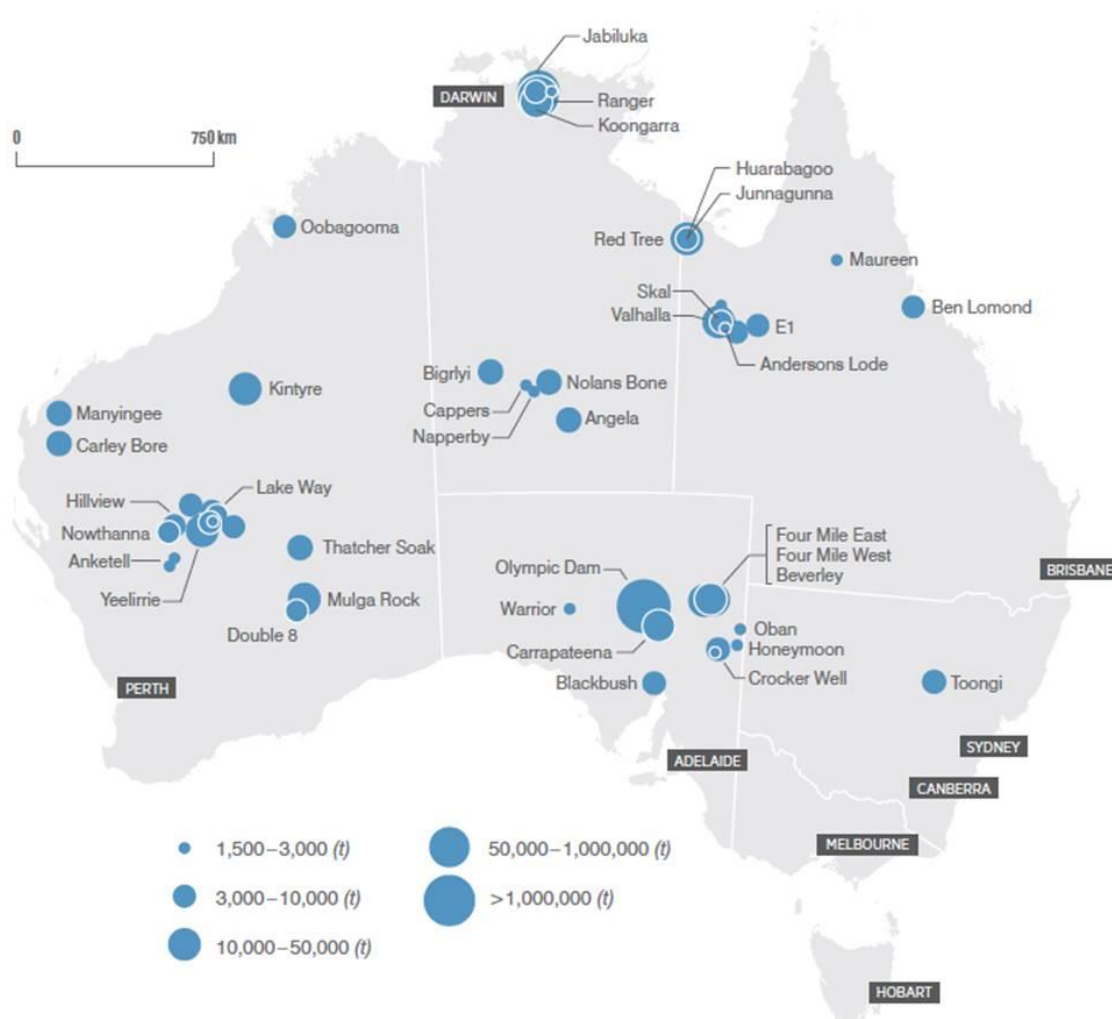 Jabiluka
DARWIN
Ranger
Koongarra
0 750 km
Huarabagoo
Junnagunna
Oobagooma
Red Tree
Maureen
Skal
Valhalla
E1
Ben Lomond
Andersons Lode
Bigrlyi
Nolans Bone
Kintyre
Cappers
Manyingee
Napperby
Angela
Carley Bore
Hillview
Lake Way
Nowthanna
Four Mile East
Four Mile West
Beverley
Anketell
Thatcher Soak
Olympic Dam
BRISBANE
Yeelirrie
Mulga Rock
Warrior
Double 8
Oban
Honeymoon
Carrapateena
Crocker Well
Blackbush
Toongi
PERTH
SYDNEY
ADELAIDE
CANBERRA
MELBOURNE
1,500–3,000 (t)
3,000–10,000 (t)
10,000–50,000 (t)
50,000–1,000,000 (t)
>1,000,000 (t)
HOBART